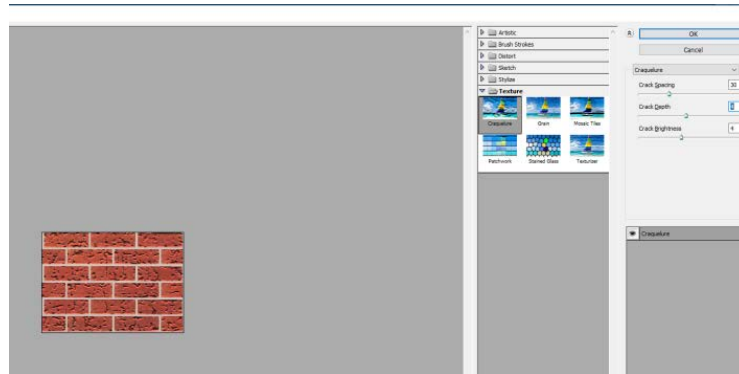 Artistic
Brush Strokes
Distort
Sketch
Stylize
Texture
Craquelure
Grain
Mosaic Tiles
Patchwork
Stained Glass
Texturizer
OK
Cancel
Craquelure
Crack Spacing
30
Crack Depth
Crack Brightness
4
Craquelure